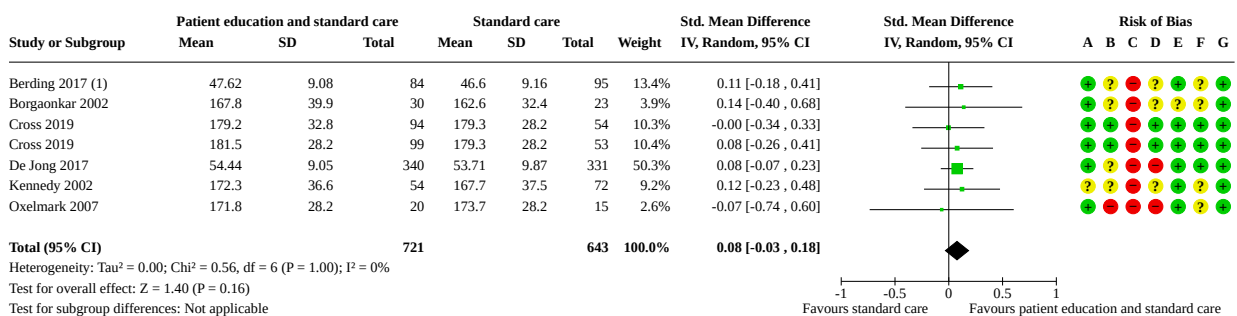 Patient education and standard care Standard care Std. Mean Difference Std. Mean Difference Risk of Bias
Study or Subgroup Mean SD Total Mean SD Total Weight IV, Random, 95% CI IV, Random, 95% CI A B C D E F G
Berding 2017 (1) 47.62 9.08 84 46.6 9.16 95 13.4% 0.11 [-0.18 , 0.41] + ? − ? + ? +
Borgaonkar 2002 167.8 39.9 30 162.6 32.4 23 3.9% 0.14 [-0.40 , 0.68] + ? − ? ? ? +
Cross 2019 179.2 32.8 94 179.3 28.2 54 10.3% -0.00 [-0.34 , 0.33] + + − + + + +
Cross 2019 181.5 28.2 99 179.3 28.2 53 10.4% 0.08 [-0.26 , 0.41] + + − + + + +
De Jong 2017 54.44 9.05 340 53.71 9.87 331 50.3% 0.08 [-0.07 , 0.23] + ? − − + + +
Kennedy 2002 172.3 36.6 54 167.7 37.5 72 9.2% 0.12 [-0.23 , 0.48] ? ? − ? + ? +
Oxelmark 2007 171.8 28.2 20 173.7 28.2 15 2.6% -0.07 [-0.74 , 0.60] + − − − + ? +
Total (95% CI) 721 643 100.0% 0.08 [-0.03 , 0.18]
Heterogeneity: Tau² = 0.00; Chi² = 0.56, df = 6 (P = 1.00); I² = 0%
Test for overall effect: Z = 1.40 (P = 0.16)
Test for subgroup differences: Not applicable
-1 -0.5 0 0.5 1
Favours standard care Favours patient education and standard care